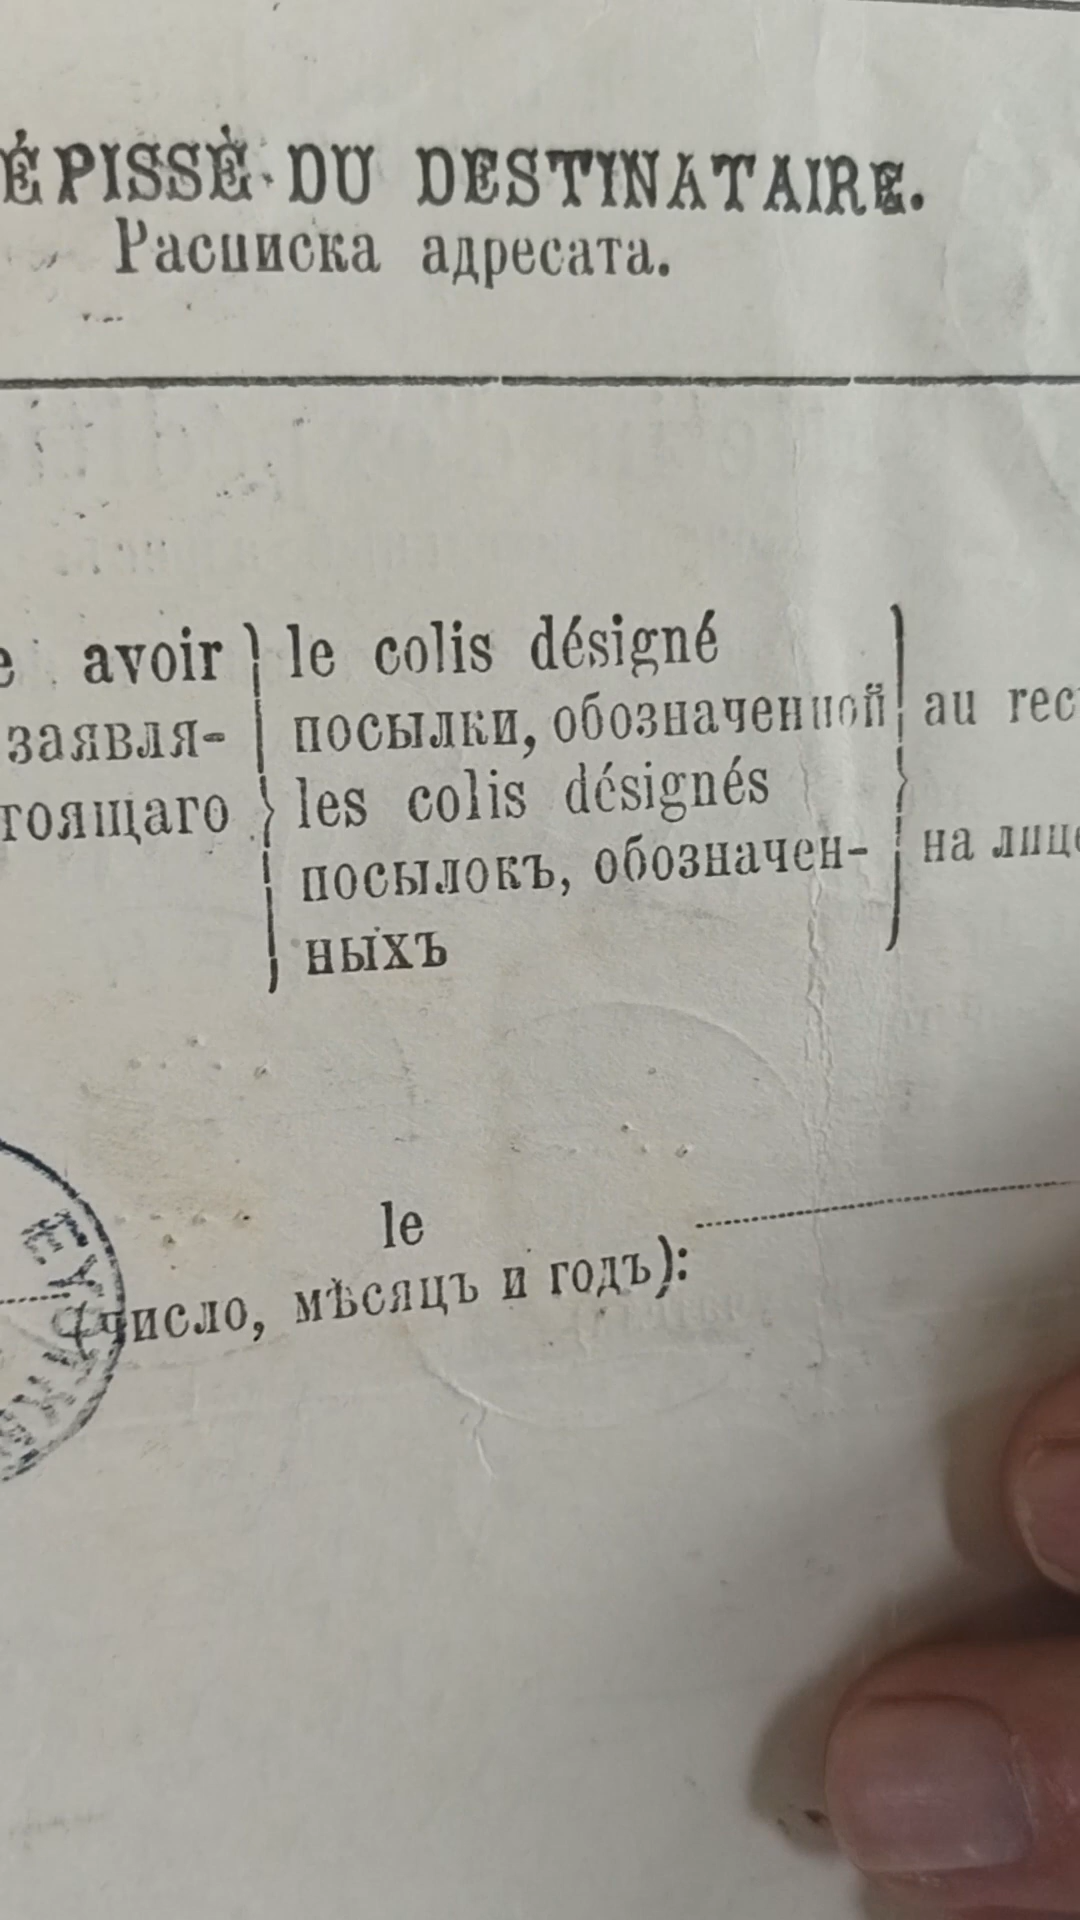 ÉPISSÉ DU DESTINATAIRE.
Расписка адресата.
avoir
le colis désigné
заявля-
посылки, обозначенной
au rec
тоящаго
les colis désignés
посылокъ, обозначен-
на лице
ныхъ
le
(число, мѣсяцъ и годъ):